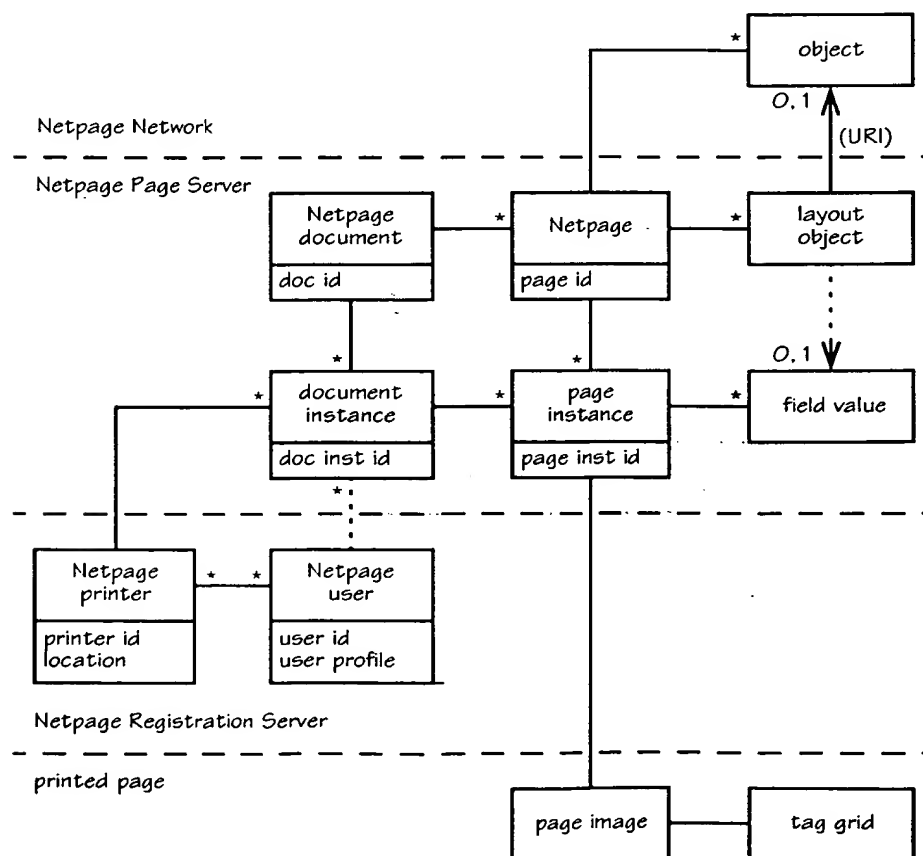 *
object
0, 1
(URI)
Netpage Network
Netpage Page Server
Netpage
document
*
Netpage
*
layout
object
doc id
page id
*
*
0, 1
*
document
instance
*
page
instance
*
field value
doc inst id
page inst id
*
Netpage
printer
*
*
Netpage
user
printer id
location
user id
user profile
Netpage Registration Server
printed page
page image
tag grid